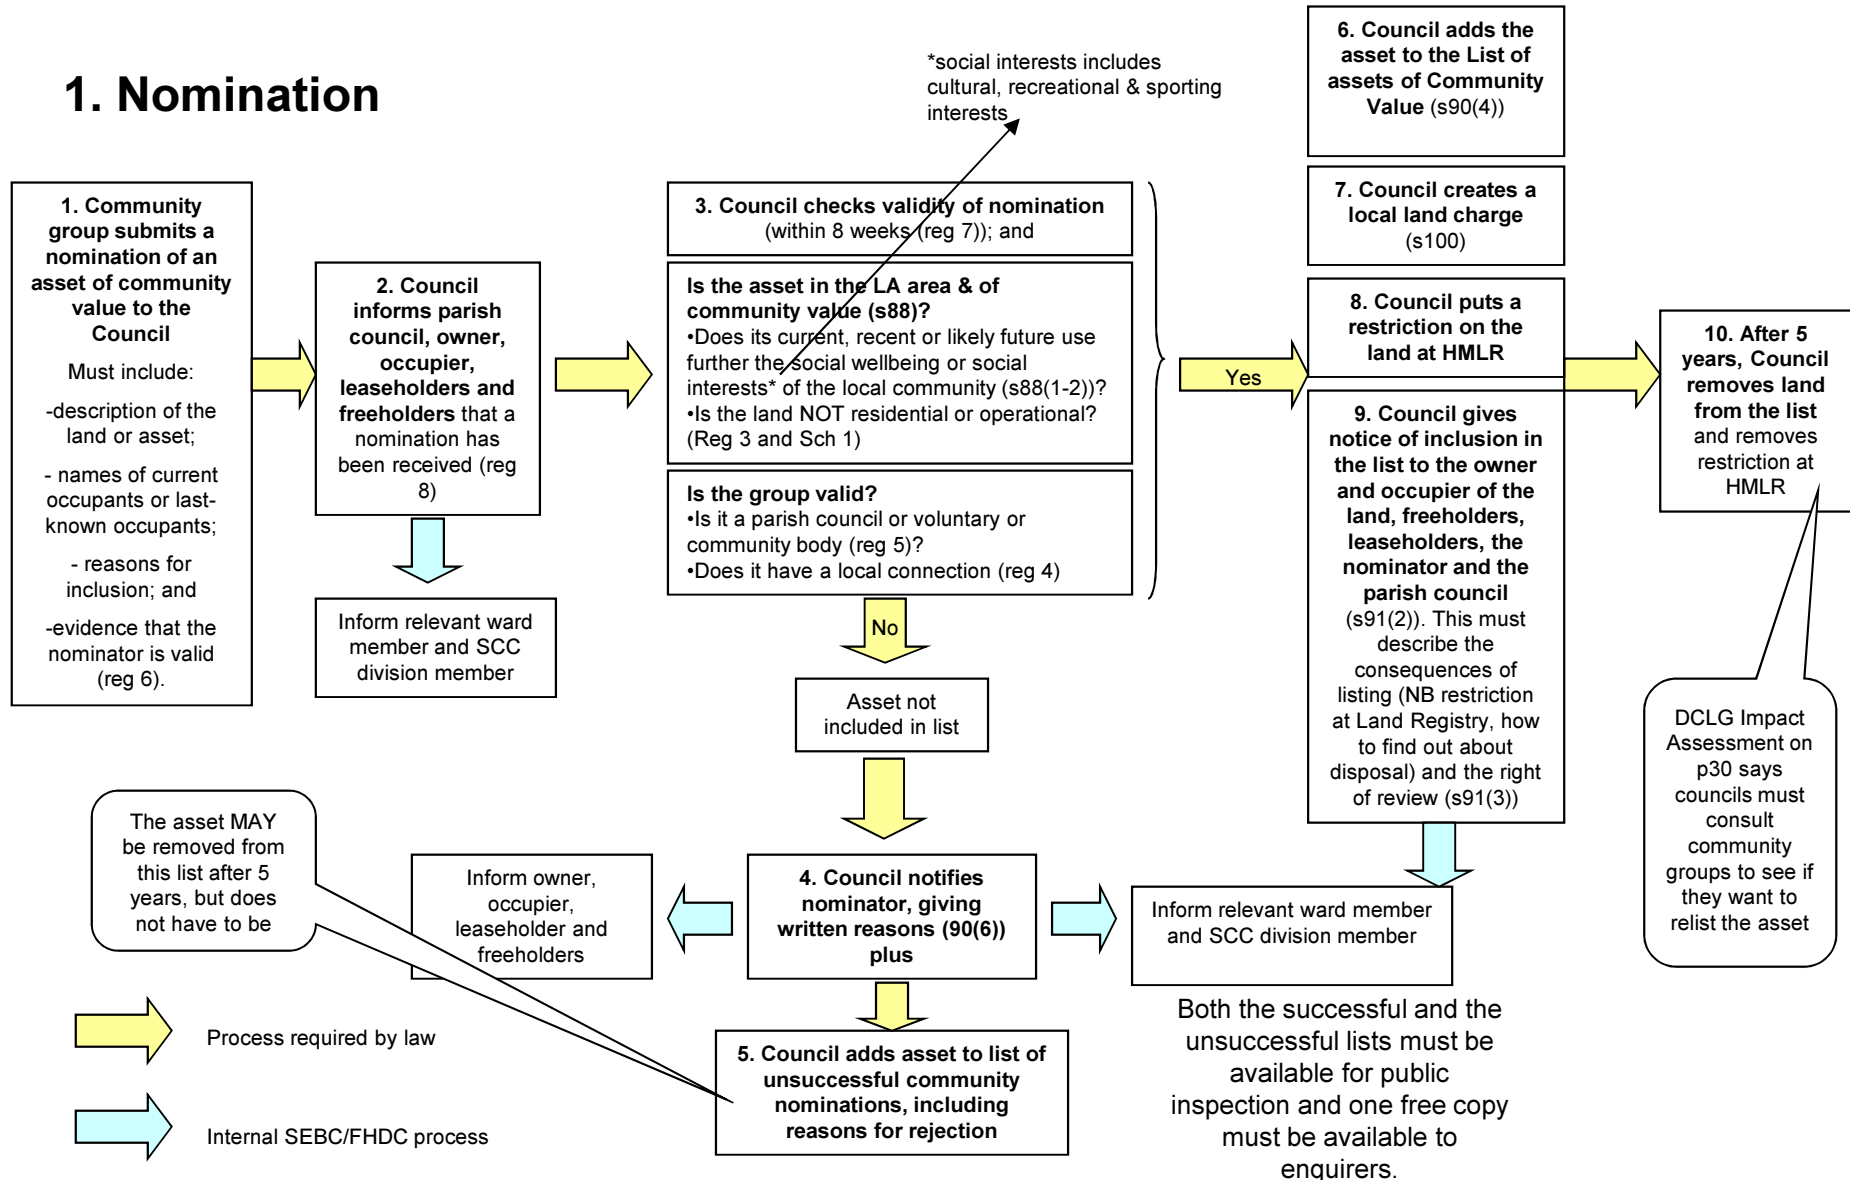 1. Nomination
*social interests includes
cultural, recreational & sporting
interests
1. Community
group submits a
nomination of an
asset of community
value to the
Council
Must include:
-description of the
land or asset;
- names of current
occupants or last-
known occupants;
- reasons for
inclusion; and
-evidence that the
nominator is valid
(reg 6).
2. Council
informs parish
council, owner,
occupier,
leaseholders and
freeholders that a
nomination has
been received (reg
8)
Inform relevant ward
member and SCC
division member
3. Council checks validity of nomination
(within 8 weeks (reg 7)); and
Is the asset in the LA area & of
community value (s88)?
•Does its current, recent or likely future use
further the social wellbeing or social
interests* of the local community (s88(1-2))?
•Is the land NOT residential or operational?
(Reg 3 and Sch 1)
Is the group valid?
•Is it a parish council or voluntary or
community body (reg 5)?
•Does it have a local connection (reg 4)
No
Asset not
included in list
4. Council notifies
nominator, giving
written reasons (90(6))
plus
Inform owner,
occupier,
leaseholder and
freeholders
Inform relevant ward member
and SCC division member
5. Council adds asset to list of
unsuccessful community
nominations, including
reasons for rejection
The asset MAY
be removed from
this list after 5
years, but does
not have to be
Yes
6. Council adds the
asset to the List of
assets of Community
Value (s90(4))
7. Council creates a
local land charge
(s100)
8. Council puts a
restriction on the
land at HMLR
9. Council gives
notice of inclusion in
the list to the owner
and occupier of the
land, freeholders,
leaseholders, the
nominator and the
parish council
(s91(2)). This must
describe the
consequences of
listing (NB restriction
at Land Registry, how
to find out about
disposal) and the right
of review (s91(3))
10. After 5
years, Council
removes land
from the list
and removes
restriction at
HMLR
DCLG Impact
Assessment on
p30 says
councils must
consult
community
groups to see if
they want to
relist the asset
Process required by law
Internal SEBC/FHDC process
Both the successful and the
unsuccessful lists must be
available for public
inspection and one free copy
must be available to
enquirers.